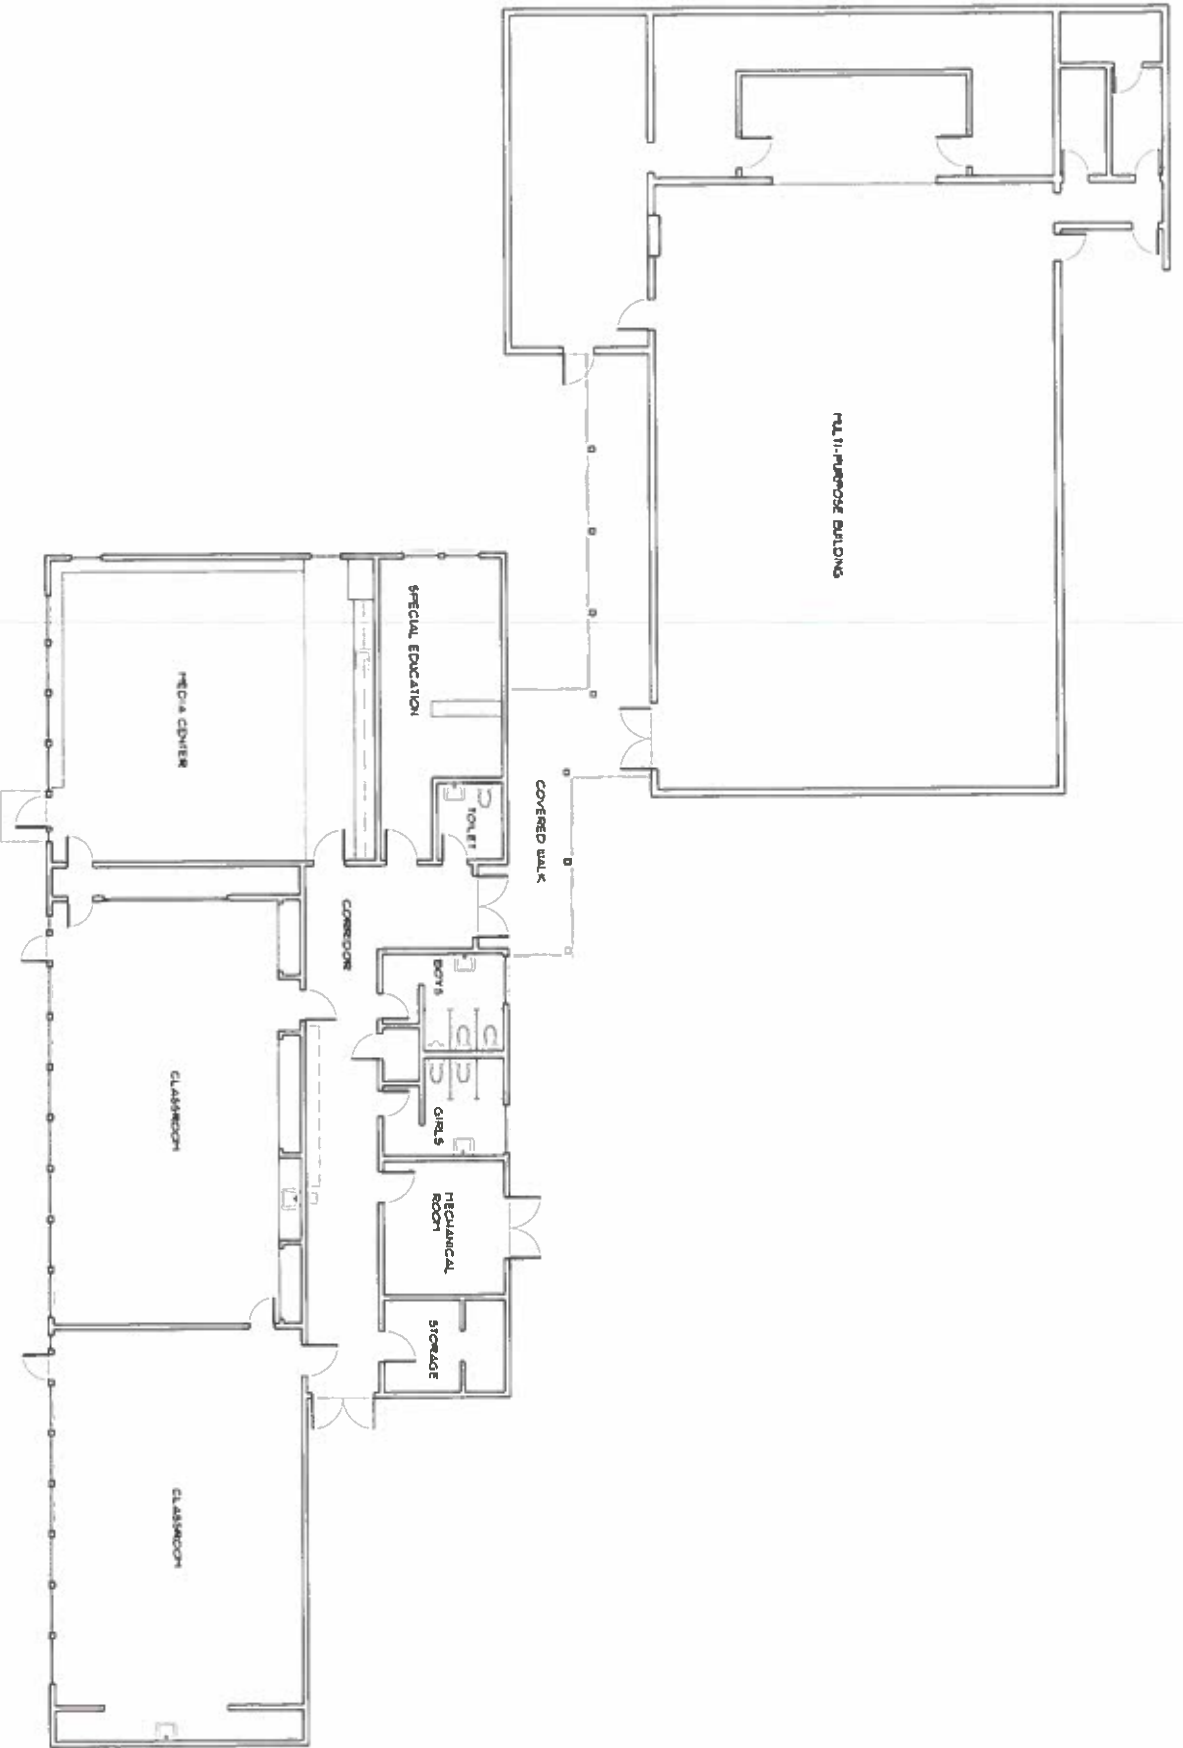 MULTI-PURPOSE BUILDING
SPECIAL EDUCATION
MEDIA CENTER
TOILET
COVERED WALK
CORRIDOR
BOYS
GIRLS
CLASSROOM
MECHANICAL
ROOM
STORAGE
CLASSROOM